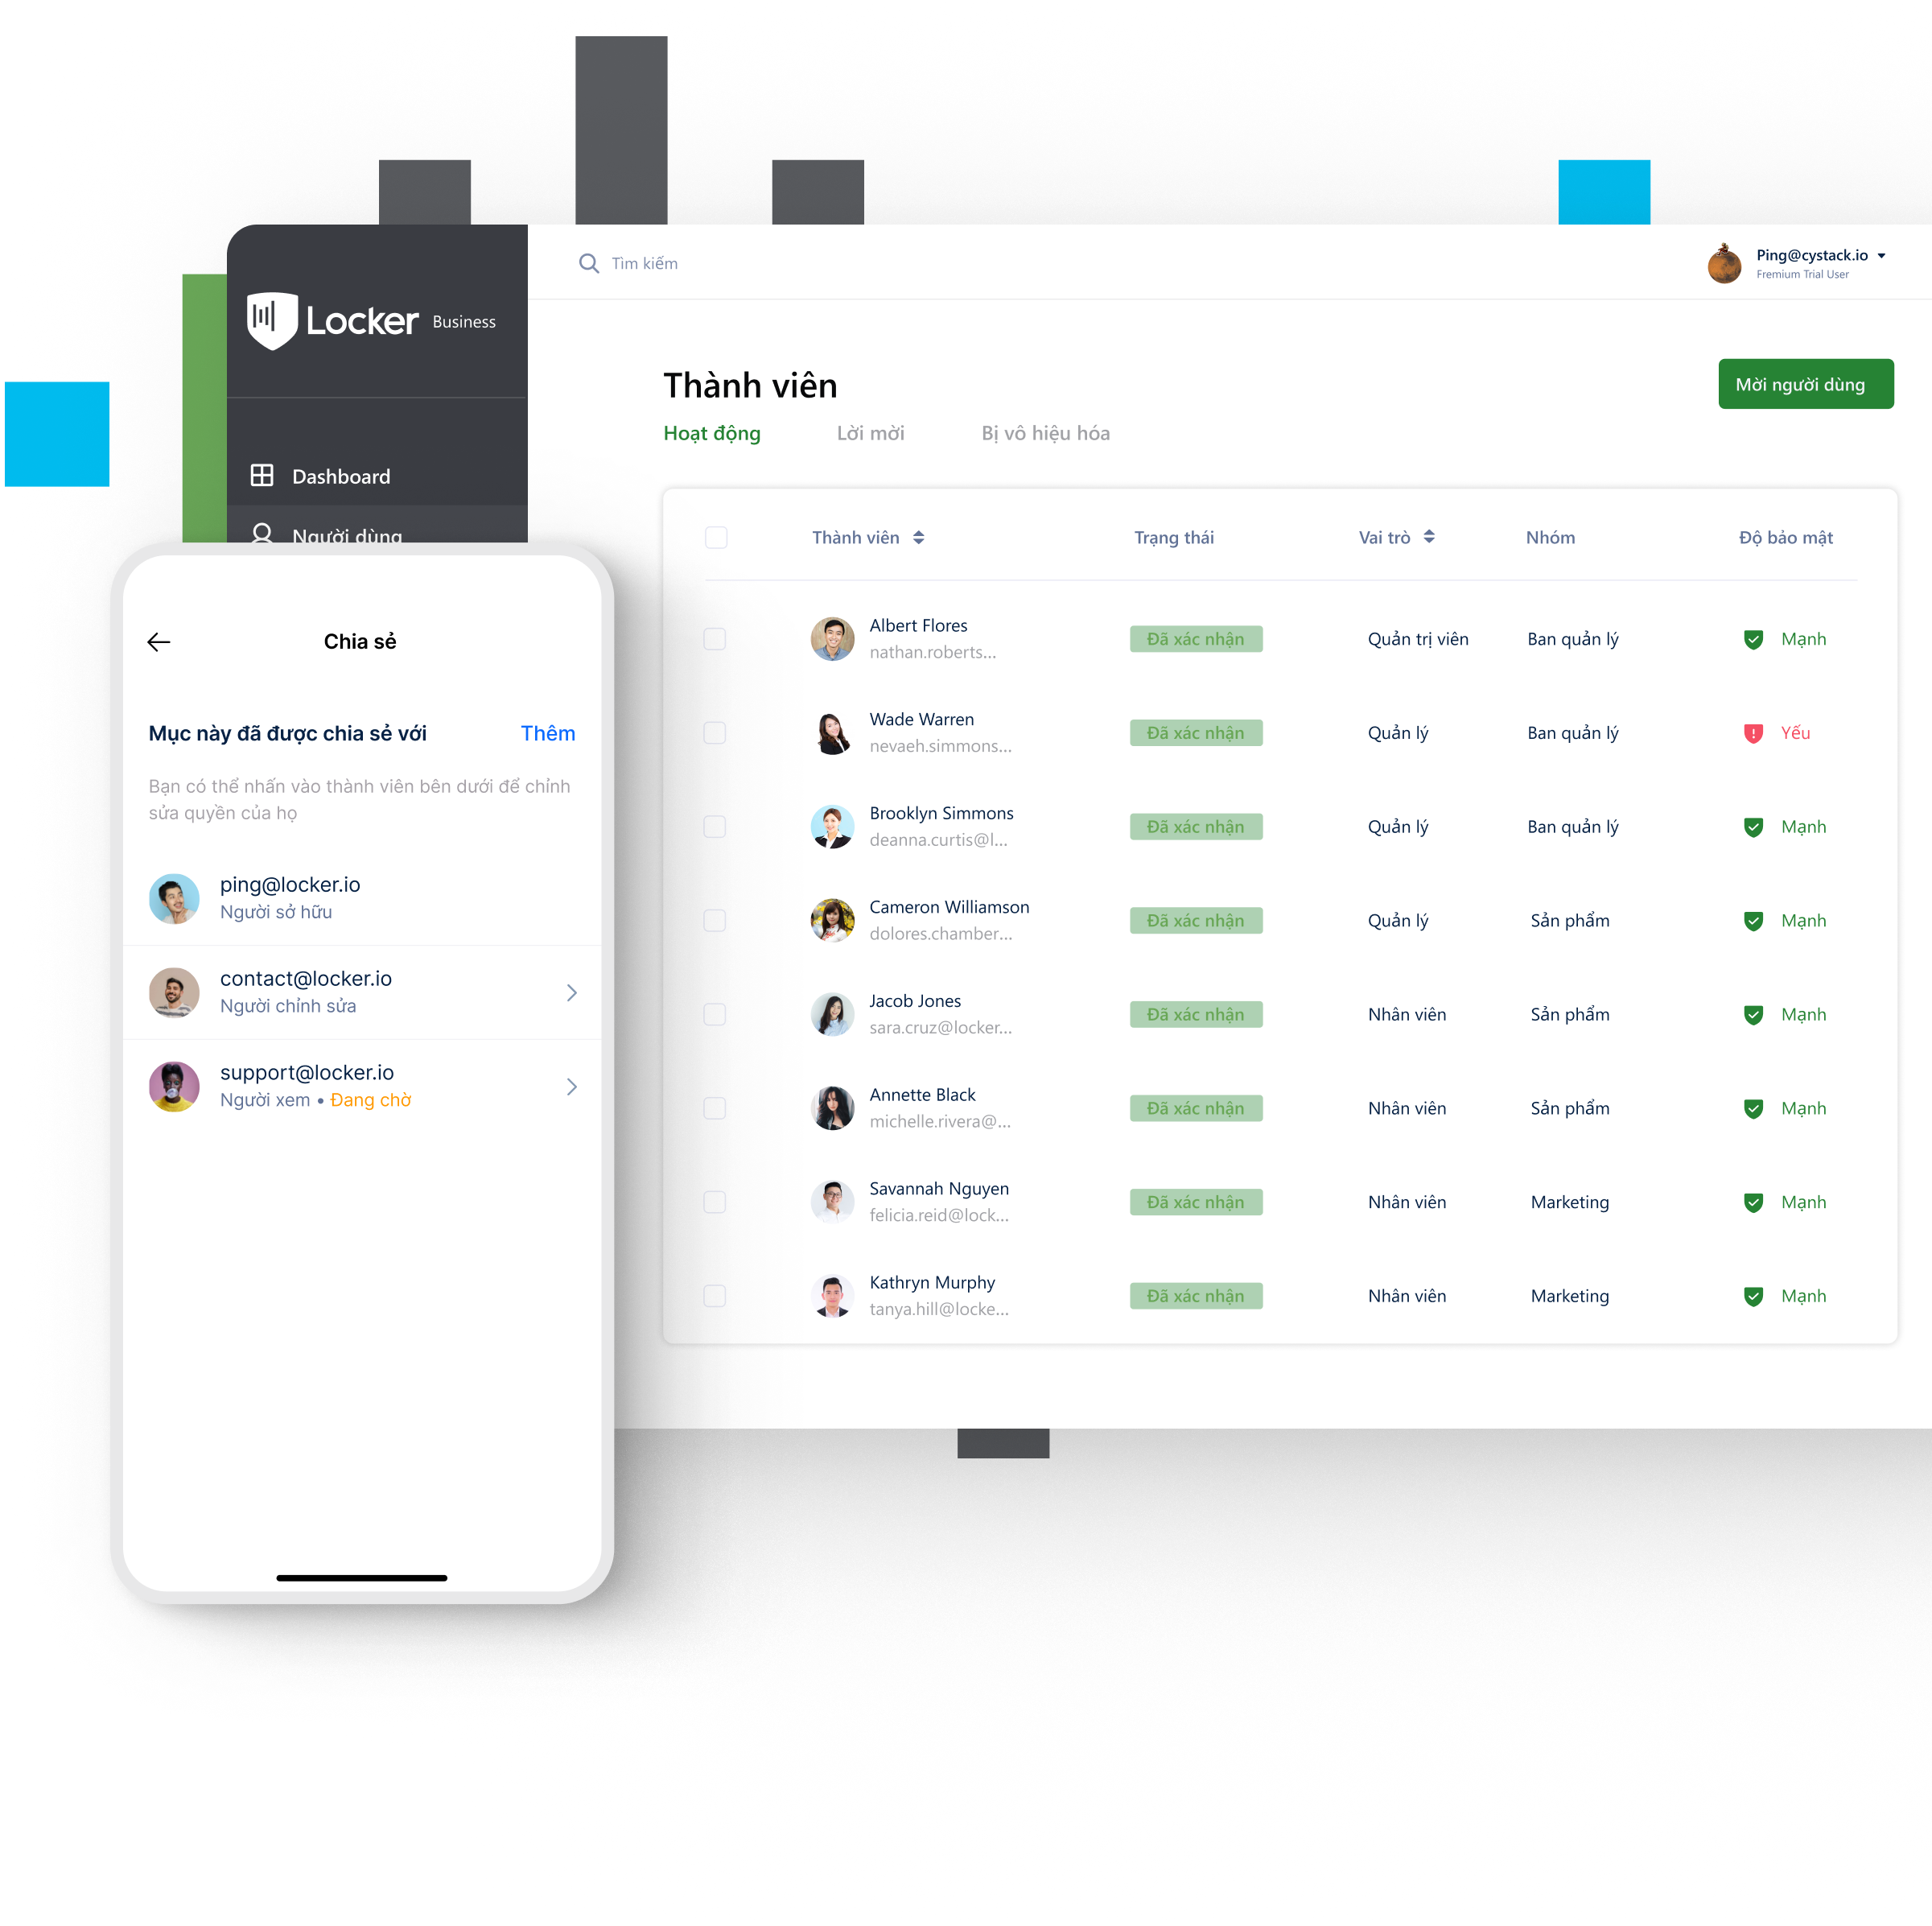 Locker Business
Dashboard
Người dùng
Tìm kiếm
Ping@cystack.io
Fremium Trial User
Thành viên
Mời người dùng
Hoạt động Lời mời Bị vô hiệu hóa
Thành viên Trạng thái Vai trò Nhóm Độ bảo mật
Albert Flores
nathan.roberts...
Đã xác nhận Quản trị viên Ban quản lý Mạnh
Wade Warren
nevaeh.simmons...
Đã xác nhận Quản lý Ban quản lý Yếu
Brooklyn Simmons
deanna.curtis@l...
Đã xác nhận Quản lý Ban quản lý Mạnh
Cameron Williamson
dolores.chamber...
Đã xác nhận Quản lý Sản phẩm Mạnh
Jacob Jones
sara.cruz@locker...
Đã xác nhận Nhân viên Sản phẩm Mạnh
Annette Black
michelle.rivera@...
Đã xác nhận Nhân viên Sản phẩm Mạnh
Savannah Nguyen
felicia.reid@lock...
Đã xác nhận Nhân viên Marketing Mạnh
Kathryn Murphy
tanya.hill@locke...
Đã xác nhận Nhân viên Marketing Mạnh
Chia sẻ
Mục này đã được chia sẻ với Thêm
Bạn có thể nhấn vào thành viên bên dưới để chỉnh
sửa quyền của họ
ping@locker.io
Người sở hữu
contact@locker.io
Người chỉnh sửa
support@locker.io
Người xem • Đang chờ